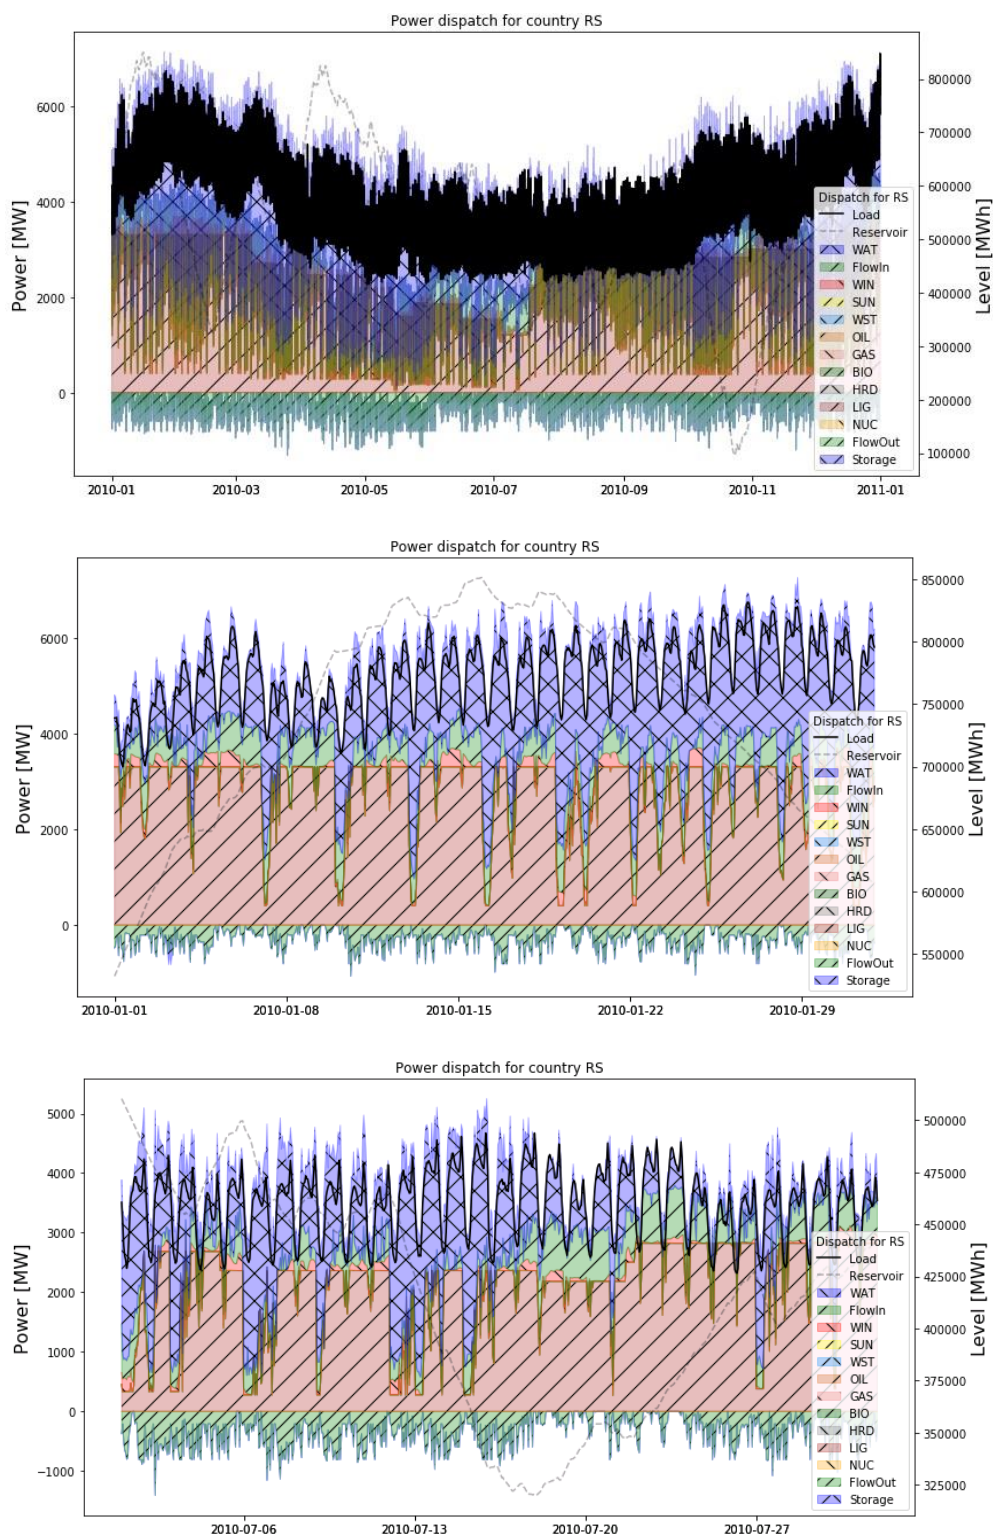 Power dispatch for country RS
Power [MW]
6000
4000
2000
0
2010-01
2010-03
2010-05
2010-07
2010-09
2010-11
2011-01
800000
700000
600000
500000
400000
300000
200000
100000
Level [MWh]
Dispatch for RS
Load
Reservoir
WAT
FlowIn
WIN
SUN
WST
OIL
GAS
BIO
HRD
LIG
NUC
FlowOut
Storage
Power dispatch for country RS
Power [MW]
6000
4000
2000
0
2010-01-01
2010-01-08
2010-01-15
2010-01-22
2010-01-29
850000
800000
750000
700000
650000
600000
550000
Level [MWh]
Dispatch for RS
Load
Reservoir
WAT
FlowIn
WIN
SUN
WST
OIL
GAS
BIO
HRD
LIG
NUC
FlowOut
Storage
Power dispatch for country RS
Power [MW]
5000
4000
3000
2000
1000
0
−1000
2010-07-06
2010-07-13
2010-07-20
2010-07-27
500000
475000
450000
425000
400000
375000
350000
325000
Level [MWh]
Dispatch for RS
Load
Reservoir
WAT
FlowIn
WIN
SUN
WST
OIL
GAS
BIO
HRD
LIG
NUC
FlowOut
Storage